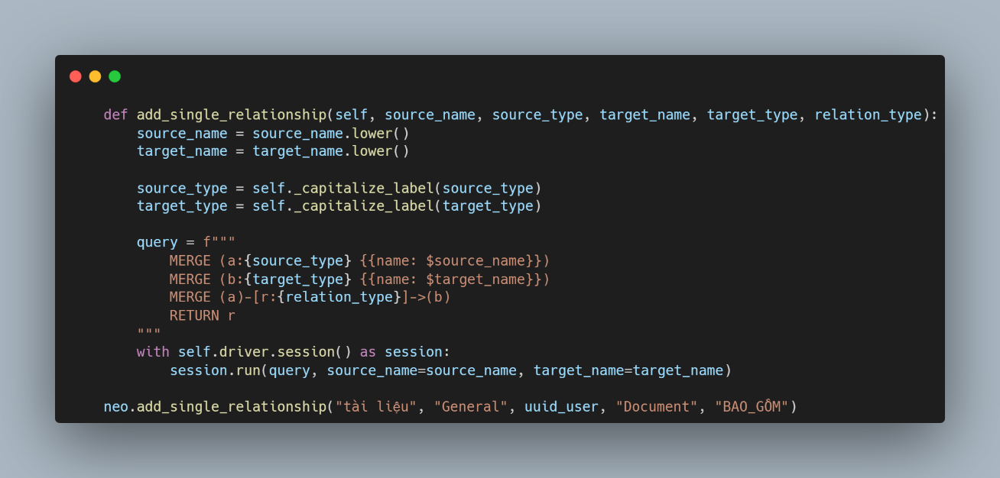 def add_single_relationship(self, source_name, source_type, target_name, target_type, relation_type):
source_name = source_name.lower()
target_name = target_name.lower()
source_type = self._capitalize_label(source_type)
target_type = self._capitalize_label(target_type)
query = f"""
MERGE (a:{source_type} {{name: $source_name}})
MERGE (b:{target_type} {{name: $target_name}})
MERGE (a)-[r:{relation_type}]->(b)
RETURN r
"""
with self.driver.session() as session:
session.run(query, source_name=source_name, target_name=target_name)
neo.add_single_relationship("tài liệu", "General", uuid_user, "Document", "BAO_GỒM")